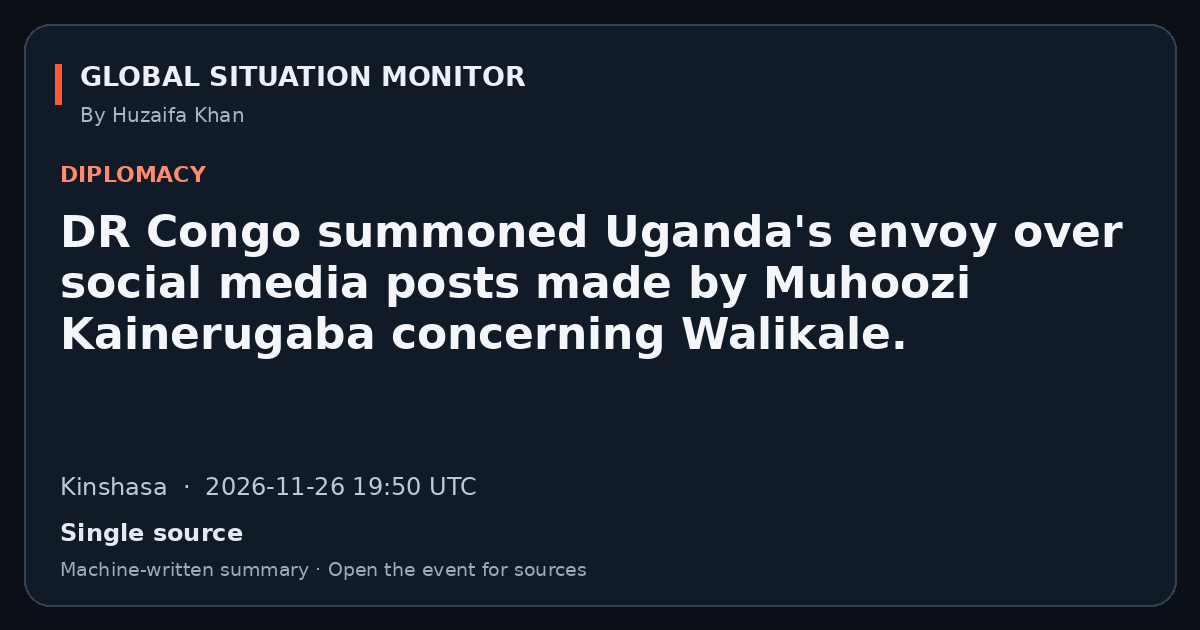 GLOBAL SITUATION MONITOR
By Huzaifa Khan
DIPLOMACY
DR Congo summoned Uganda's envoy over
social media posts made by Muhoozi
Kainerugaba concerning Walikale.
Kinshasa · 2026-11-26 19:50 UTC
Single source
Machine-written summary · Open the event for sources